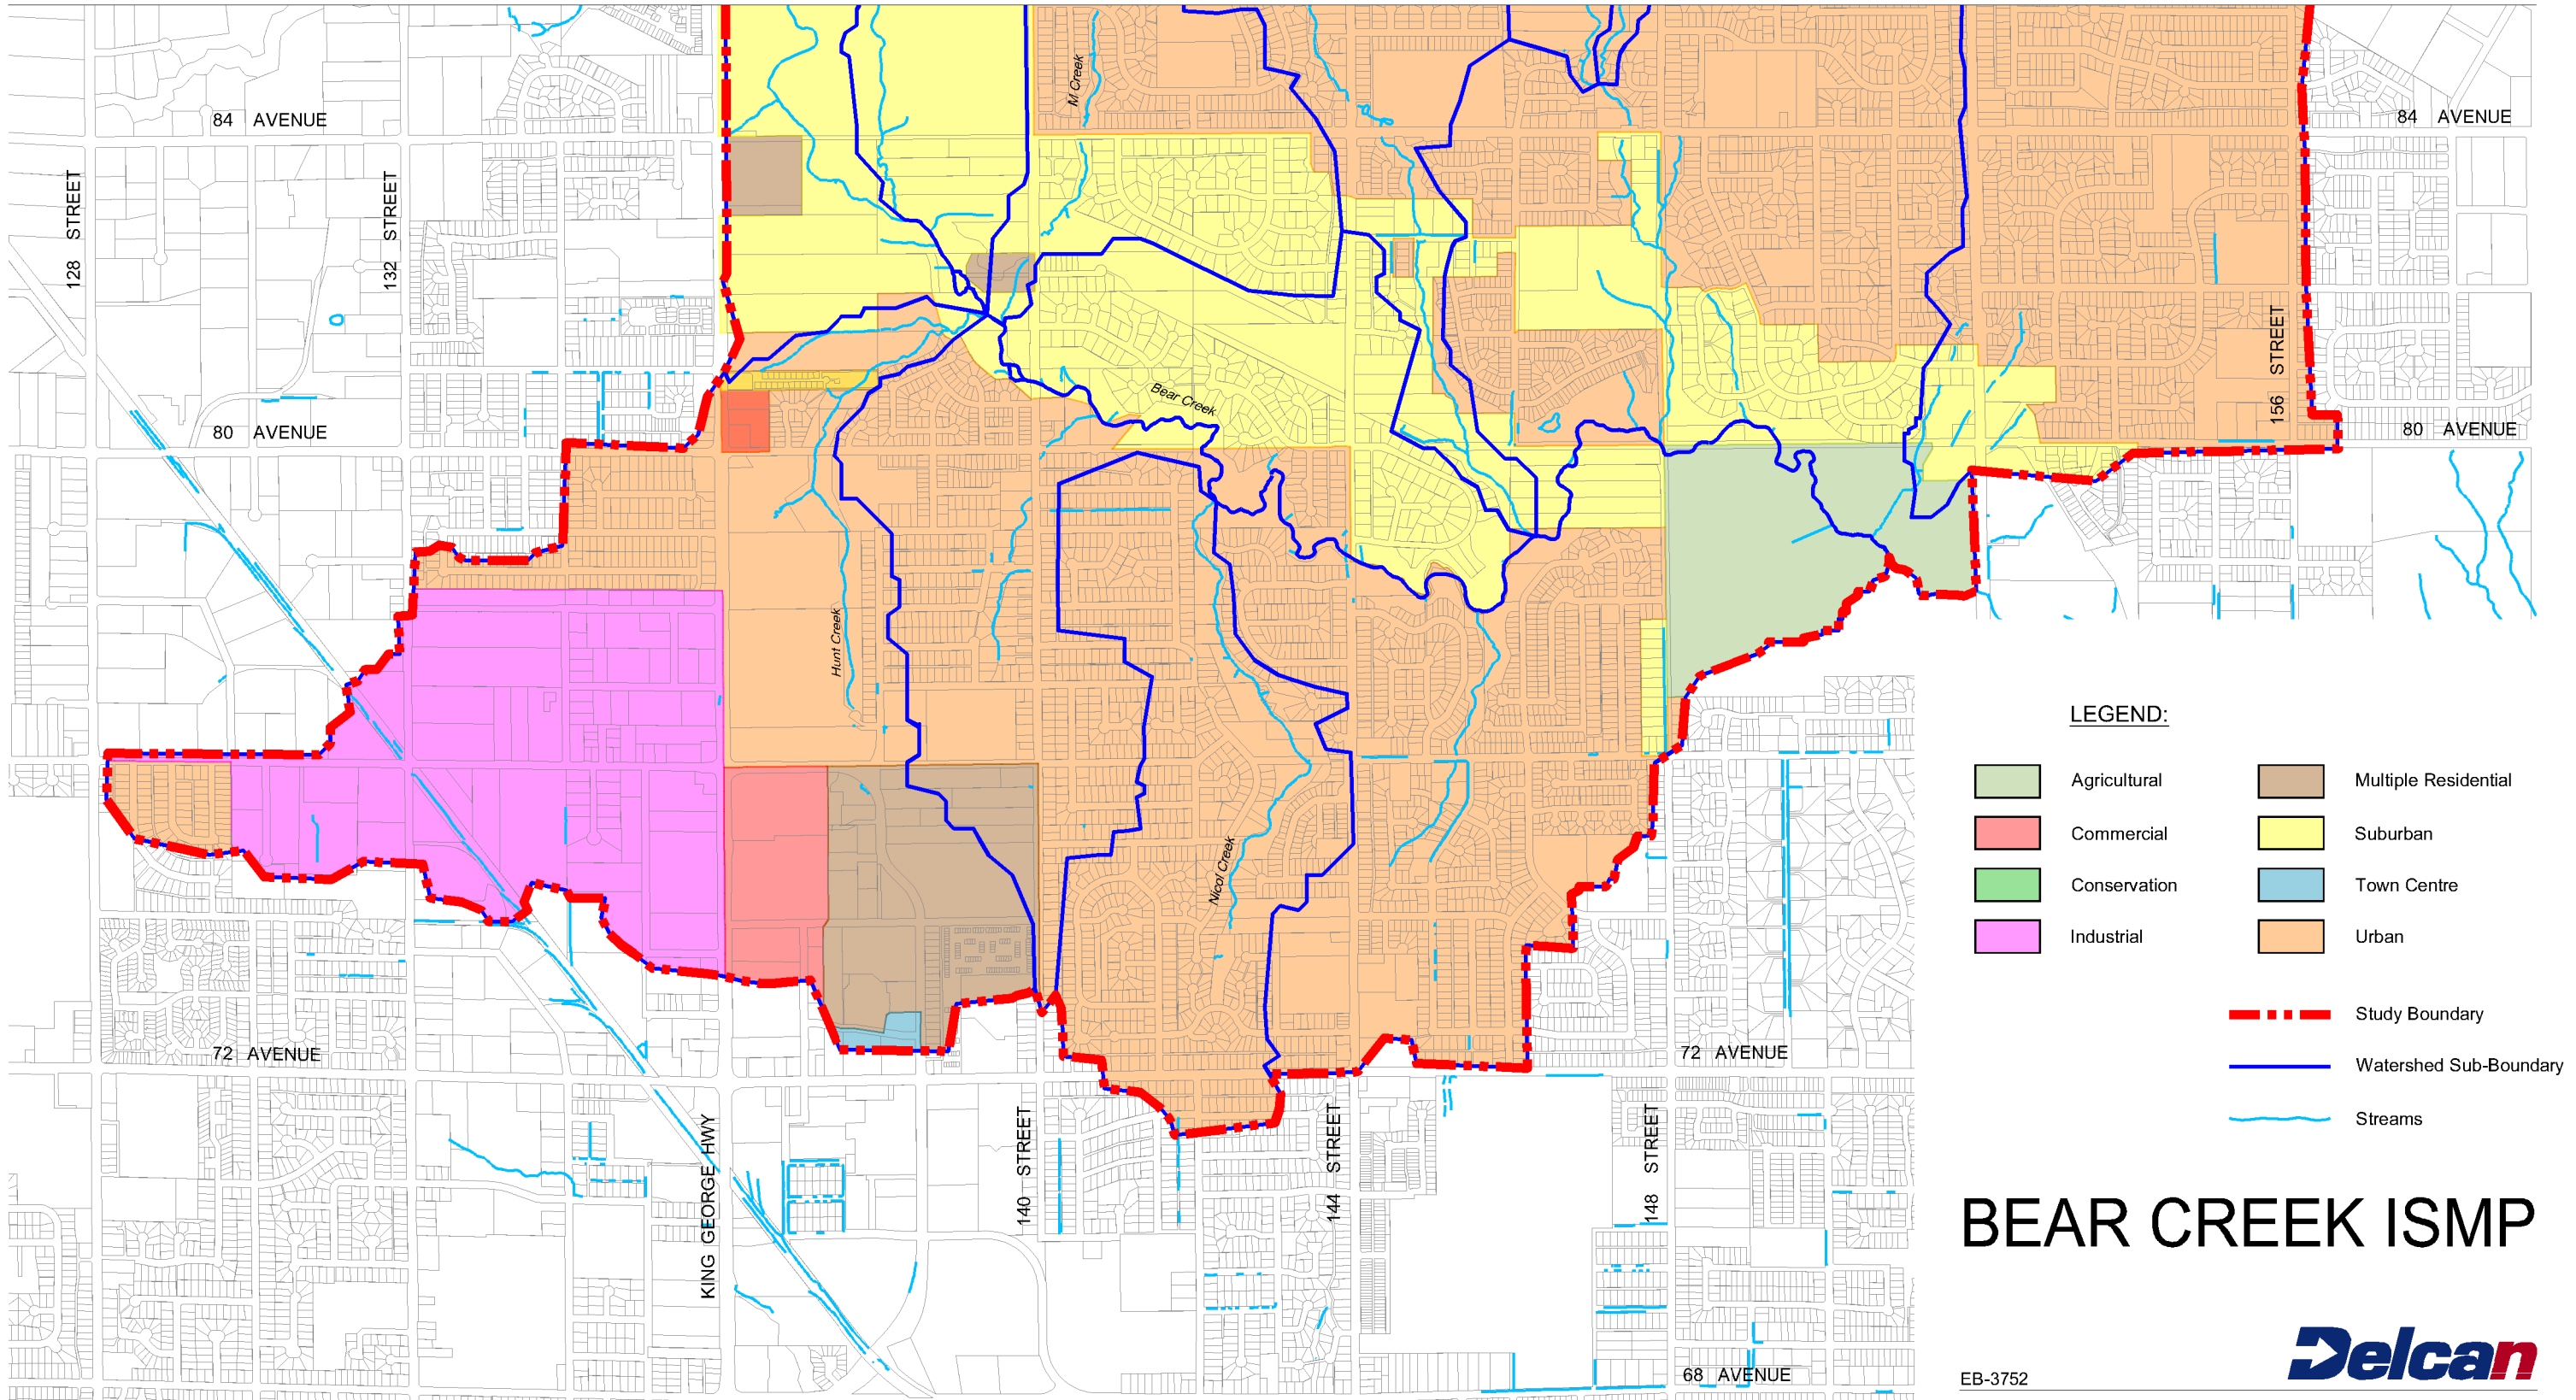 M Creek
84 AVENUE
84 AVENUE
128 STREET
132 STREET
156 STREET
Bear Creek
80 AVENUE
80 AVENUE
Hunt Creek
Nicol Creek
72 AVENUE
72 AVENUE
KING GEORGE HWY
140 STREET
144 STREET
148 STREET
68 AVENUE
LEGEND:
Agricultural
Multiple Residential
Commercial
Suburban
Conservation
Town Centre
Industrial
Urban
Study Boundary
Watershed Sub-Boundary
Streams
BEAR CREEK ISMP
EB-3752
Delcan